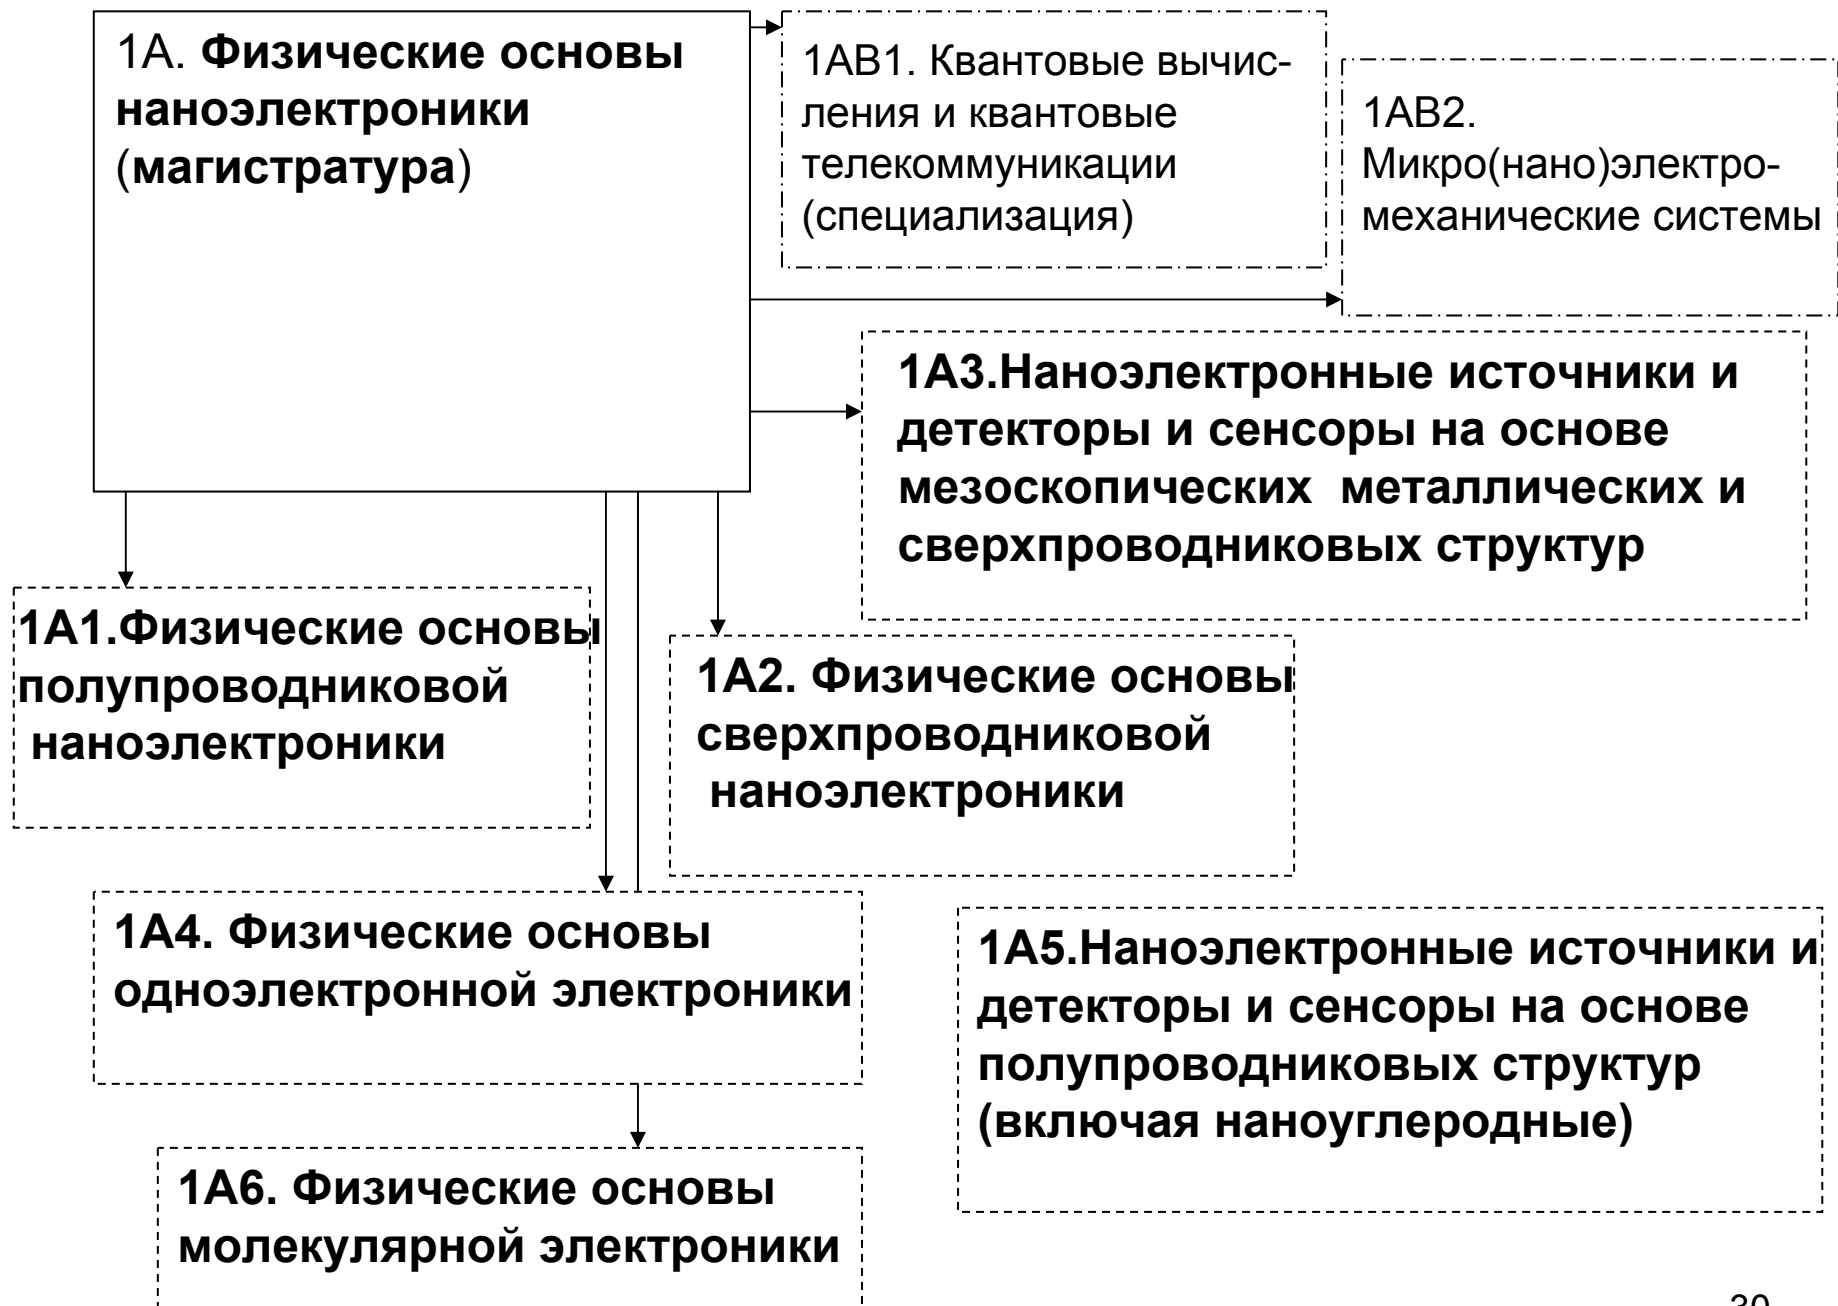 1А. Физические основы
наноэлектроники
(магистратура)
1АВ1. Квантовые вычис-
ления и квантовые
телекоммуникации
(специализация)
1АВ2.
Микро(нано)электро-
механические системы
1А3.Наноэлектронные источники и
детекторы и сенсоры на основе
мезоскопических металлических и
сверхпроводниковых структур
1А1.Физические основы
полупроводниковой
наноэлектроники
1А2. Физические основы
сверхпроводниковой
наноэлектроники
1А4. Физические основы
одноэлектронной электроники
1А5.Наноэлектронные источники и
детекторы и сенсоры на основе
полупроводниковых структур
(включая наноуглеродные)
1А6. Физические основы
молекулярной электроники
30